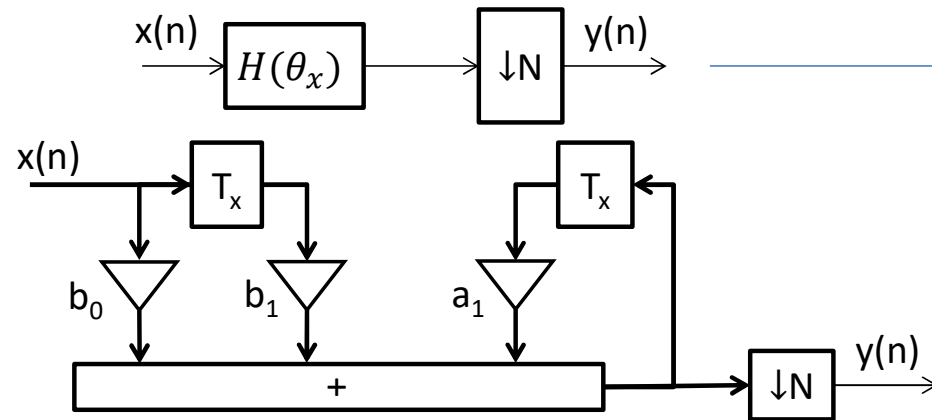 x(n)
H(θₓ)
↓N
y(n)
x(n)
Tₓ
Tₓ
b₀
b₁
a₁
+
↓N
y(n)